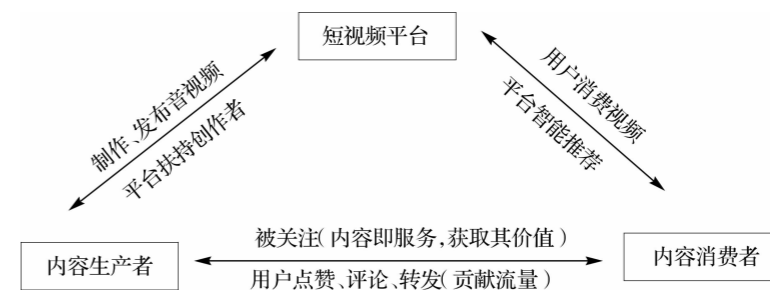 短视频平台
制作、发布音视频
平台扶持创作者
用户消费视频
平台智能推荐
内容生产者
被关注(内容即服务,获取其价值)
用户点赞、评论、转发(贡献流量)
内容消费者